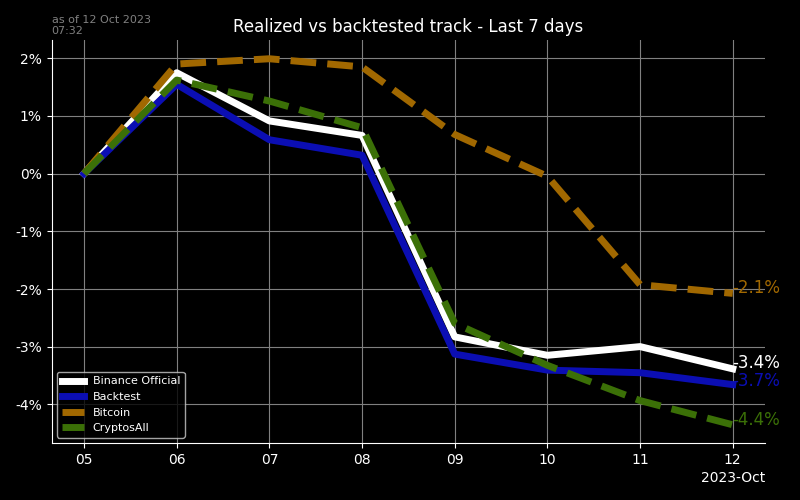 as of 12 Oct 2023
07:32
Realized vs backtested track - Last 7 days
2%
1%
0%
-1%
-2%
-3%
-4%
-2.1%
-3.4%
-3.7%
-4.4%
Binance Official
Backtest
Bitcoin
CryptosAll
05 06 07 08 09 10 11 12
2023-Oct